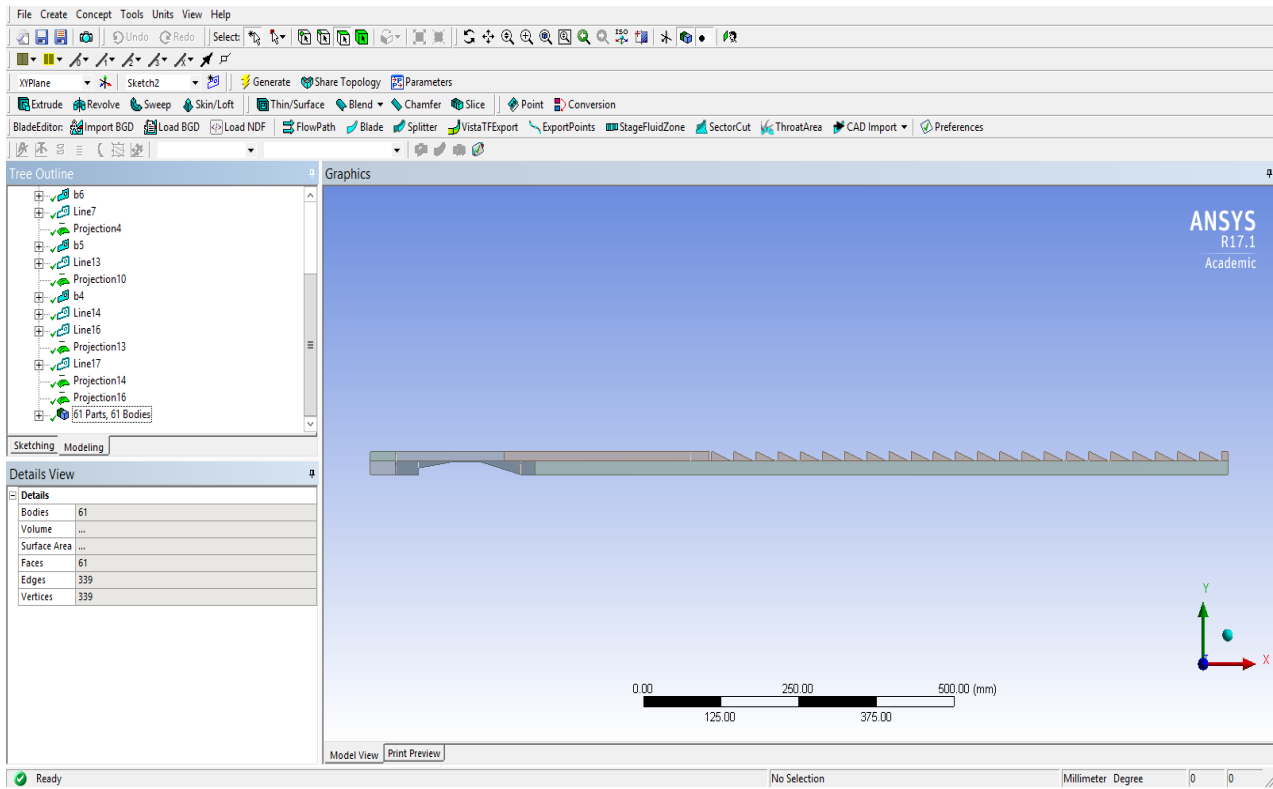 File Create Concept Tools Units View Help
Undo Redo Select: ISO
XYPlane Sketch2 Generate Share Topology Parameters
Extrude Revolve Sweep Skin/Loft Thin/Surface Blend Chamfer Slice Point Conversion
BladeEditor: Import BGD Load BGD Load NDF FlowPath Blade Splitter VistaTFExport ExportPoints StageFluidZone SectorCut ThroatArea CAD Import Preferences
Tree Outline
b6
Line7
Projection4
b5
Line13
Projection10
b4
Line14
Line16
Projection13
Line17
Projection14
Projection16
61 Parts, 61 Bodies
Sketching Modeling
Details View
Details
Bodies 61
Volume ...
Surface Area ...
Faces 61
Edges 339
Vertices 339
Graphics
ANSYS
R17.1
Academic
Y
X
0.00 250.00 500.00 (mm)
125.00 375.00
Model View Print Preview
Ready No Selection Millimeter Degree 0 0